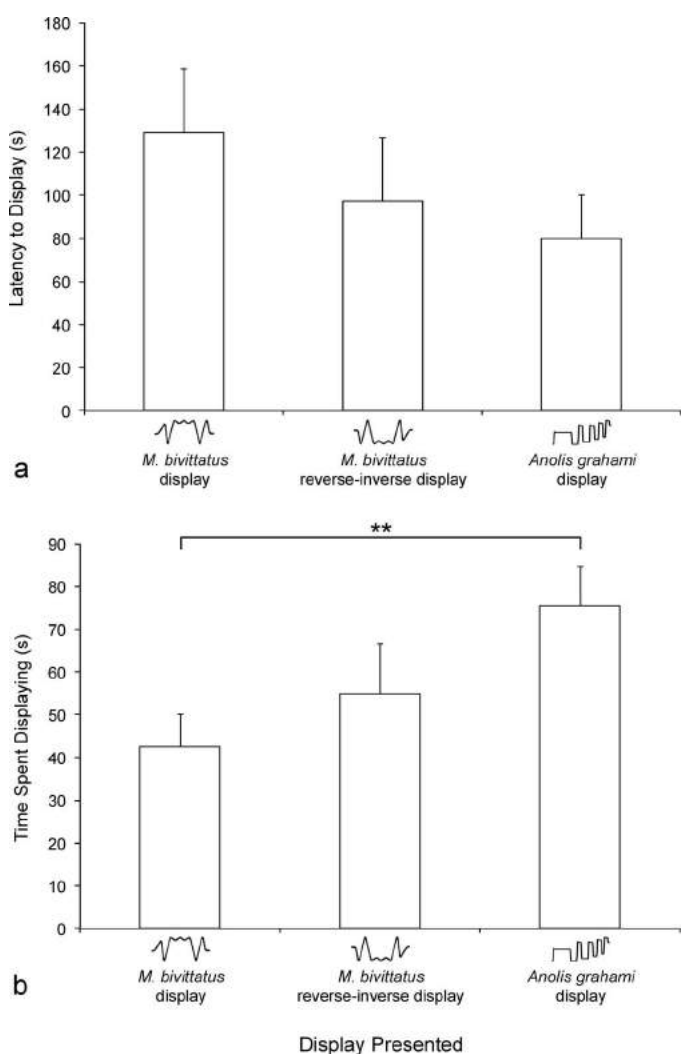 180
160
140
120
100
80
60
40
20
0
Latency to Display (s)
M. bivittatus
display
M. bivittatus
reverse-inverse display
Anolis grahami
display
a
**
90
80
70
60
50
40
30
20
10
0
Time Spent Displaying (s)
M. bivittatus
display
M. bivittatus
reverse-inverse display
Anolis grahami
display
b
Display Presented